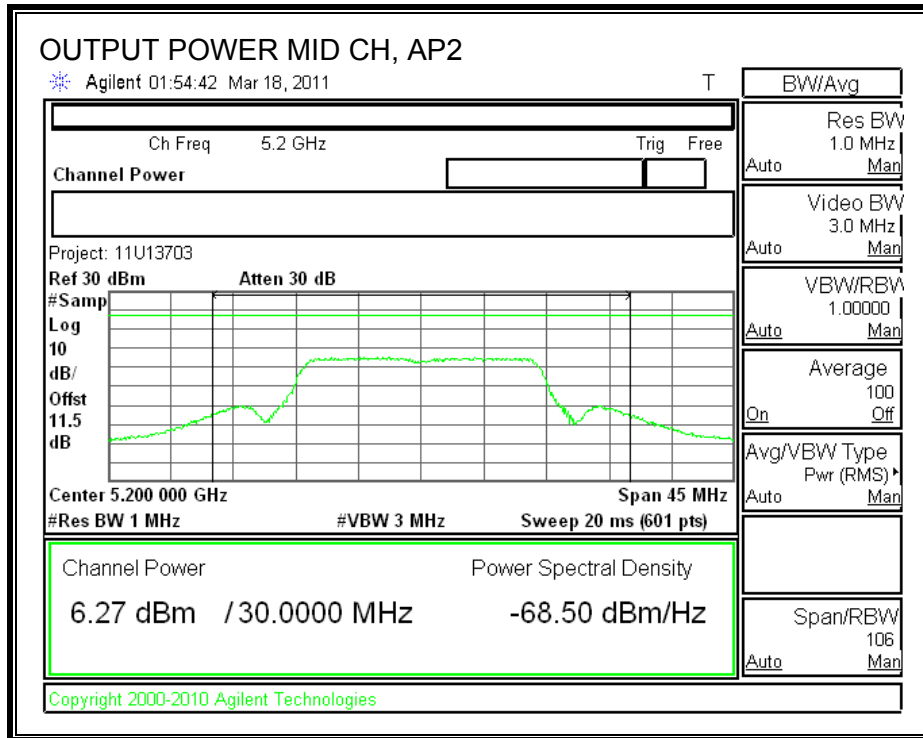 OUTPUT POWER MID CH, AP2
Agilent 01:54:42 Mar 18, 2011 T
Ch Freq 5.2 GHz Trig Free
Channel Power
Project: 11U13703
Ref 30 dBm Atten 30 dB
#Samp
Log
10
dB/
Offst
11.5
dB
Center 5.200 000 GHz Span 45 MHz
#Res BW 1 MHz #VBW 3 MHz Sweep 20 ms (601 pts)
Channel Power Power Spectral Density
6.27 dBm / 30.0000 MHz -68.50 dBm/Hz
Copyright 2000-2010 Agilent Technologies
BW/Avg
Res BW
1.0 MHz
Auto Man
Video BW
3.0 MHz
Auto Man
VBW/RBW
1.00000
Auto Man
Average
100
On Off
Avg/VBW Type
Pwr (RMS)
Auto Man
Span/RBW
106
Auto Man